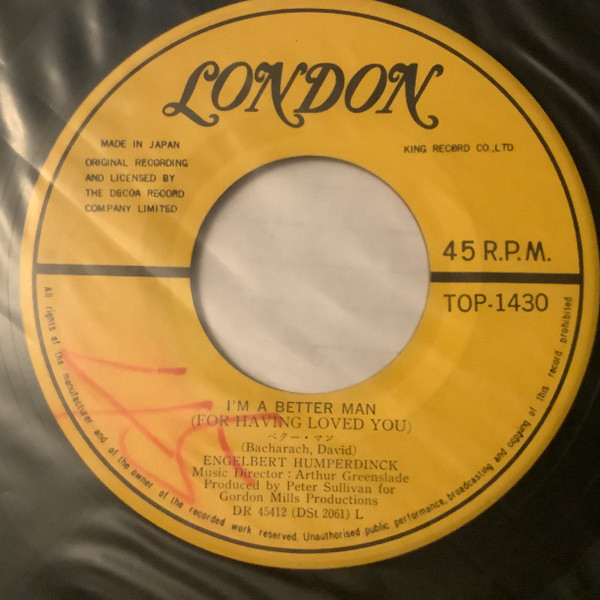 LONDON
MADE IN JAPAN
ORIGINAL RECORDING
AND LICENSED BY
THE DECCA RECORD
COMPANY LIMITED
KING RECORD CO.,LTD
45 R.P.M.
TOP-1430
I'M A BETTER MAN
(FOR HAVING LOVED YOU)
ベター・マン
(Bacharach, David)
ENGELBERT HUMPERDINCK
Music Director : Arthur Greenslade
Produced by Peter Sullivan for
Gordon Mills Productions
DR 45412 (DSt 2061) L
All rights of the manufacturer and of the owner of the recorded work reserved. Unauthorised public performance, broadcasting and copying of this record prohibited